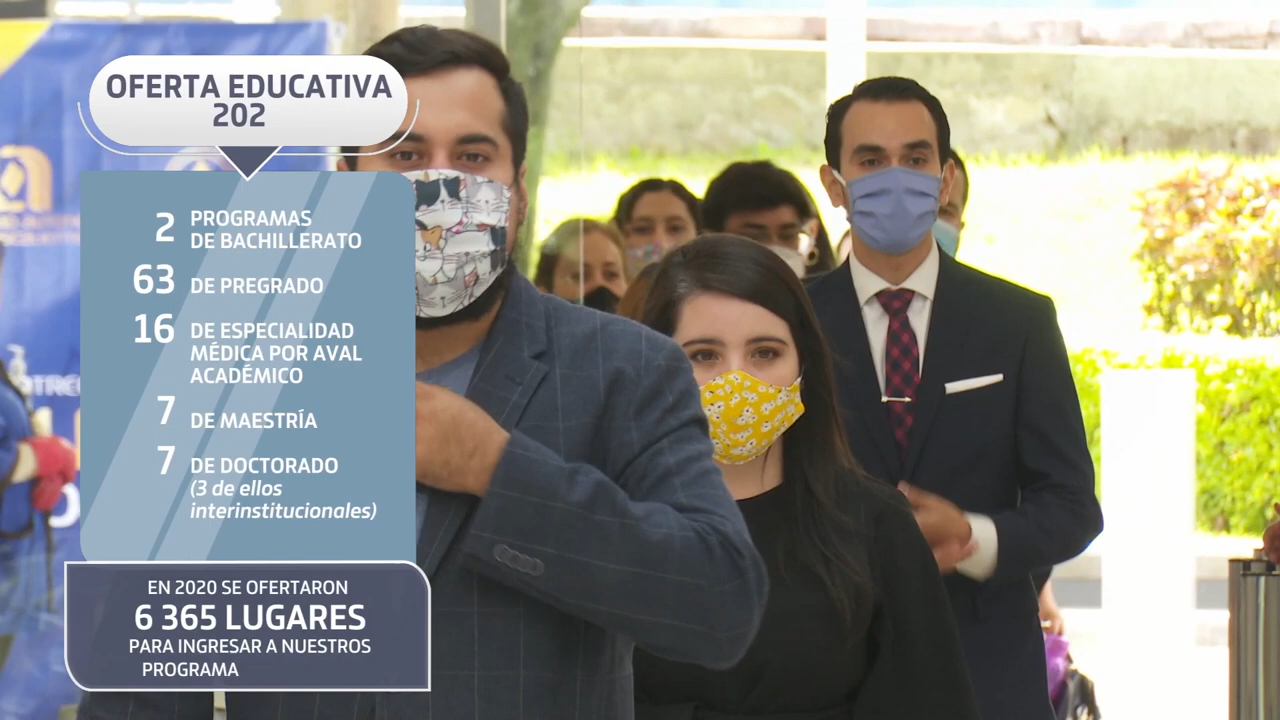 OFERTA EDUCATIVA
202
2 PROGRAMAS
DE BACHILLERATO
63 DE PREGRADO
16 DE ESPECIALIDAD
MÉDICA POR AVAL
ACADÉMICO
7 DE MAESTRÍA
7 DE DOCTORADO
(3 de ellos
interinstitucionales)
EN 2020 SE OFERTARON
6 365 LUGARES
PARA INGRESAR A NUESTROS
PROGRAMA